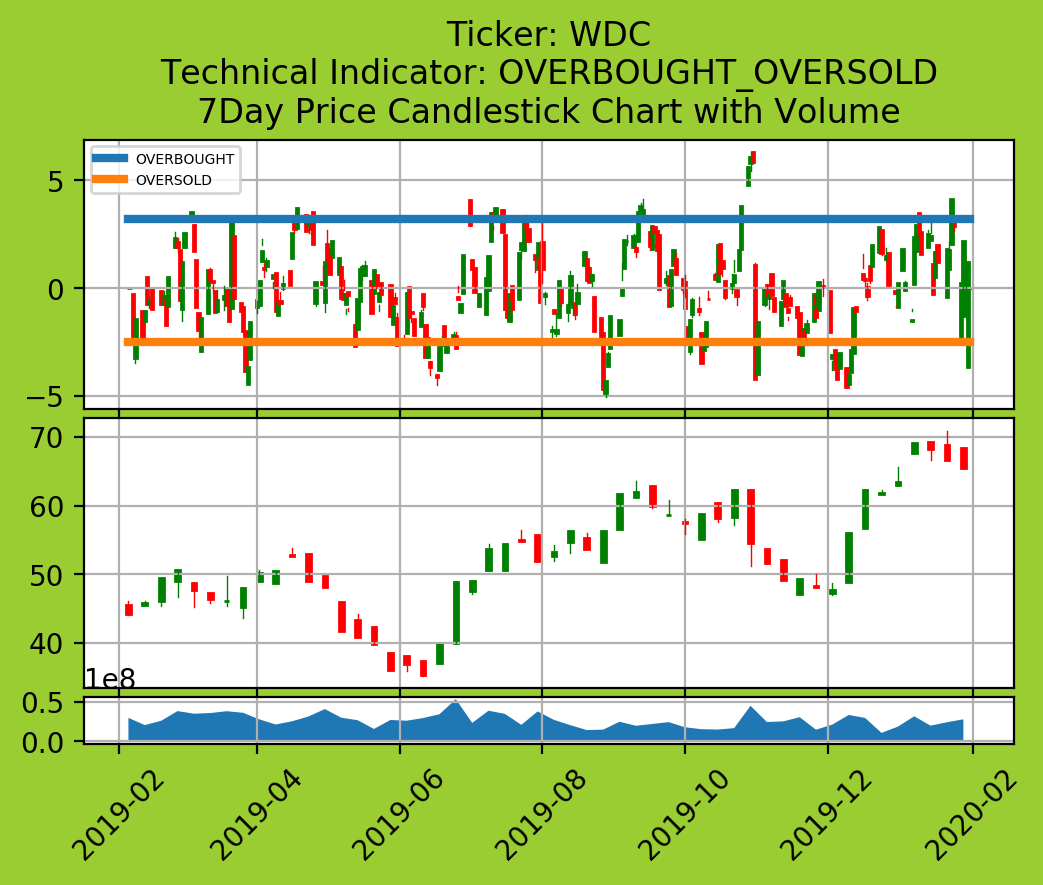 Ticker: WDC
Technical Indicator: OVERBOUGHT_OVERSOLD
7Day Price Candlestick Chart with Volume
OVERBOUGHT
OVERSOLD
5
0
−5
70
60
50
40
1e8
0.5
0.0
2019-02
2019-04
2019-06
2019-08
2019-10
2019-12
2020-02